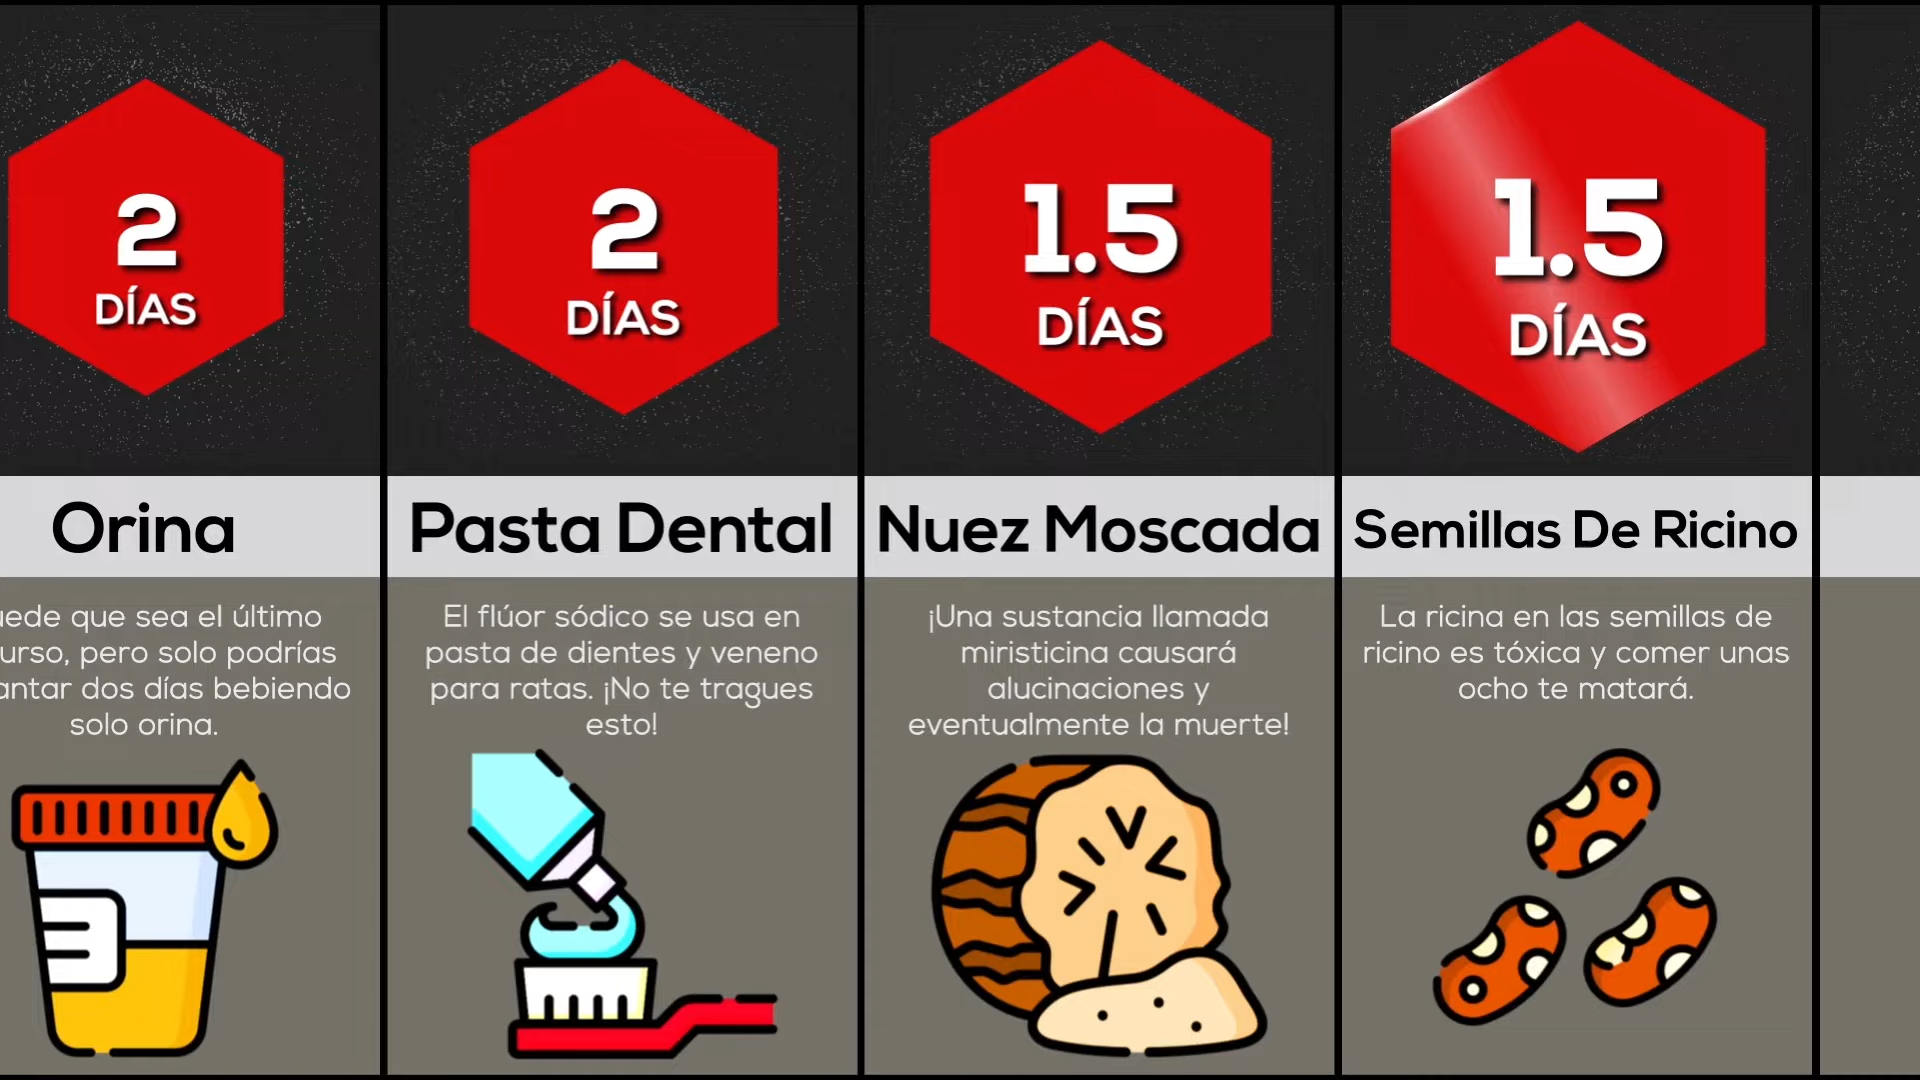 2
DÍAS
Orina
uede que sea el último
urso, pero solo podrías
antar dos días bebiendo
solo orina.
2
DÍAS
Pasta Dental
El flúor sódico se usa en
pasta de dientes y veneno
para ratas. ¡No te tragues
esto!
1.5
DÍAS
Nuez Moscada
¡Una sustancia llamada
miristicina causará
alucinaciones y
eventualmente la muerte!
1.5
DÍAS
Semillas De Ricino
La ricina en las semillas de
ricino es tóxica y comer unas
ocho te matará.